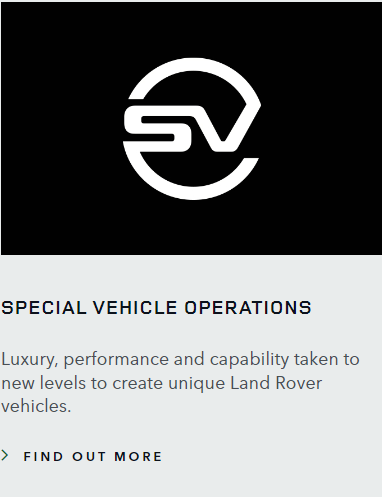 SV
SPECIAL VEHICLE OPERATIONS
Luxury, performance and capability taken to
new levels to create unique Land Rover
vehicles.
FIND OUT MORE